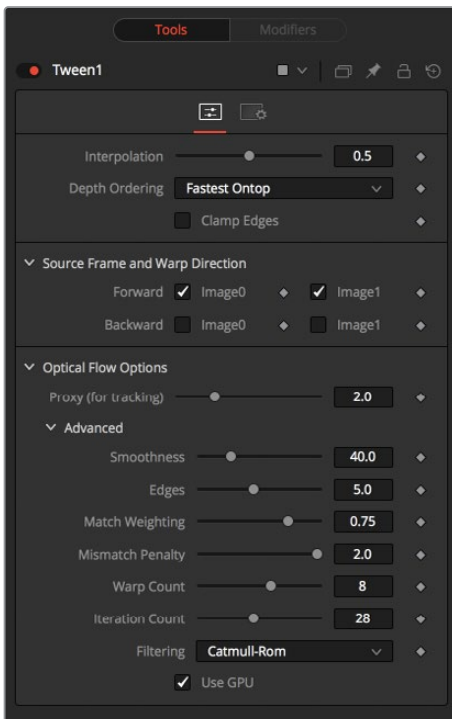 Tools Modifiers
Tween1
Interpolation 0.5
Depth Ordering Fastest Ontop
Clamp Edges
Source Frame and Warp Direction
Forward Image0 Image1
Backward Image0 Image1
Optical Flow Options
Proxy (for tracking) 2.0
Advanced
Smoothness 40.0
Edges 5.0
Match Weighting 0.75
Mismatch Penalty 2.0
Warp Count 8
Iteration Count 28
Filtering Catmull-Rom
Use GPU